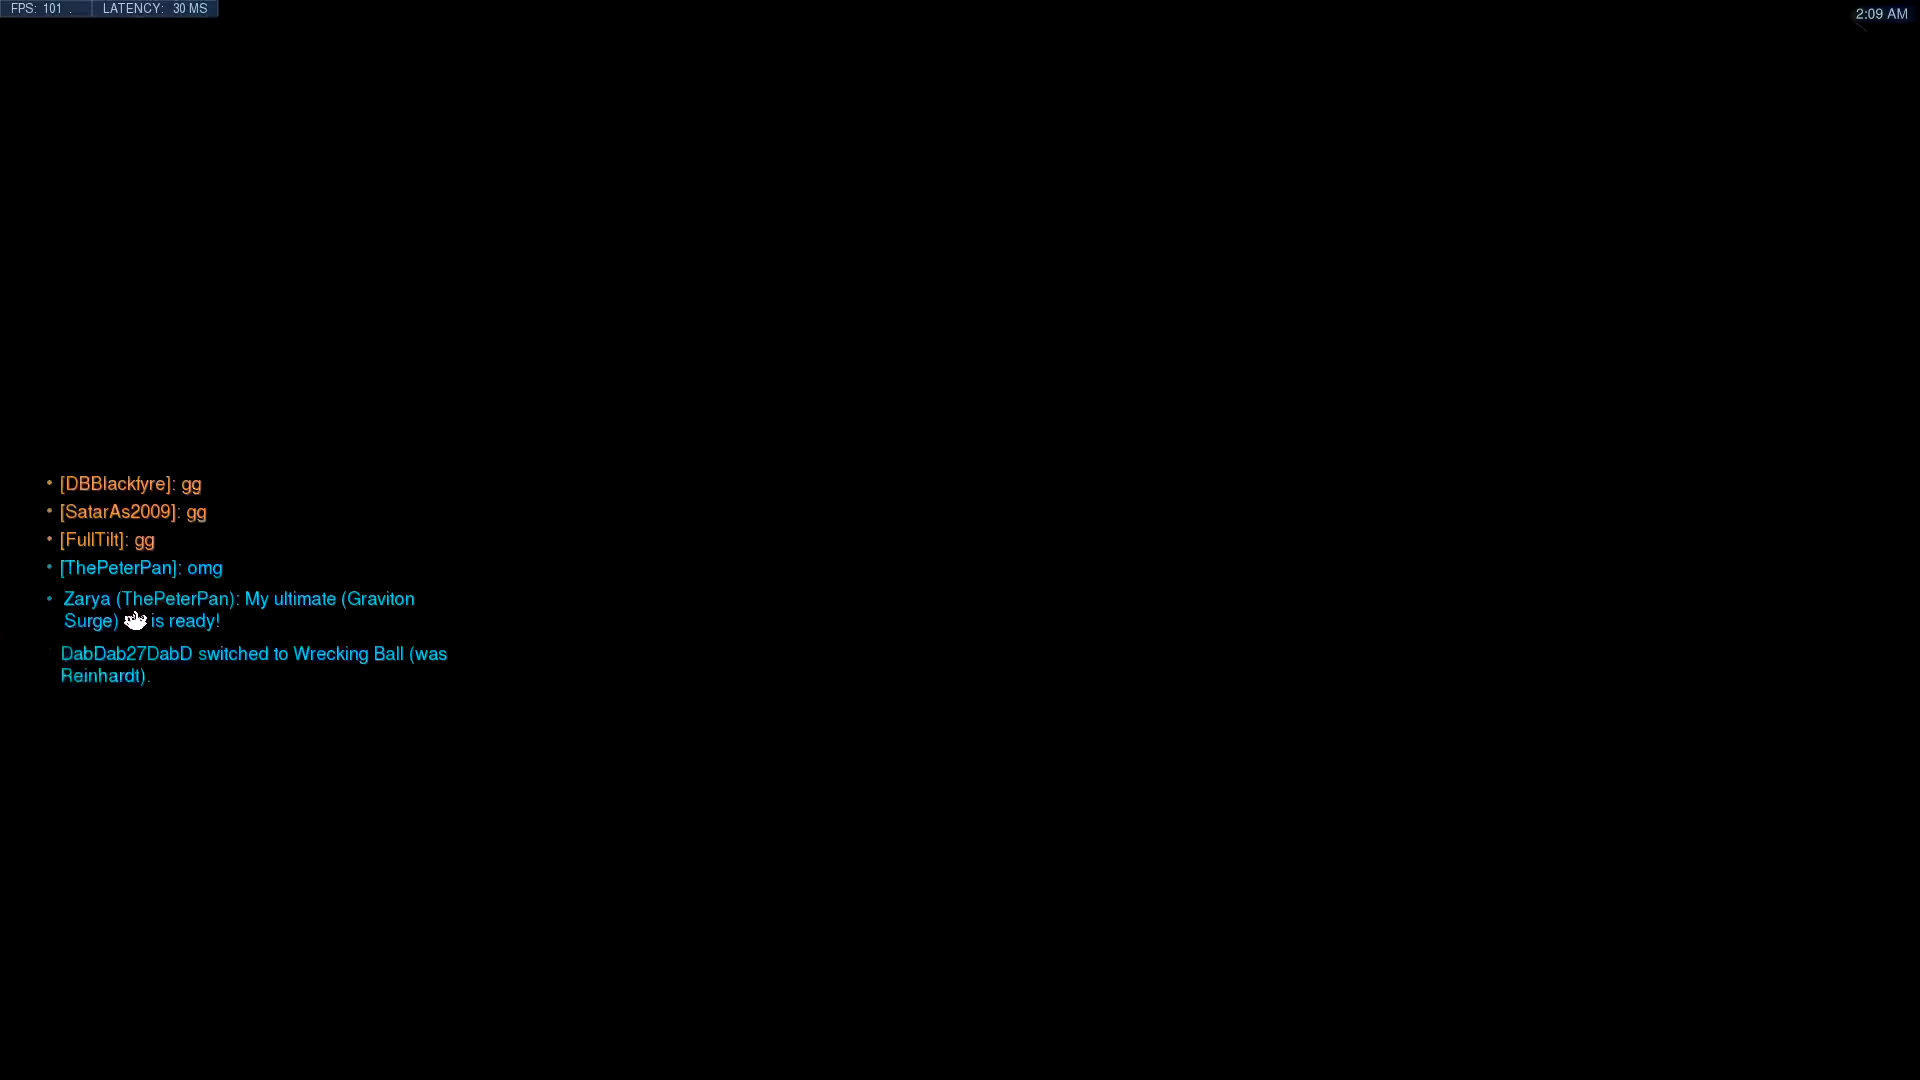 FPS: 101 . LATENCY: 30 MS 2:09 AM
• [DBBlackfyre]: gg
• [SatarAs2009]: gg
• [FullTilt]: gg
• [ThePeterPan]: omg
• Zarya (ThePeterPan): My ultimate (Graviton
Surge) is ready!
DabDab27DabD switched to Wrecking Ball (was
Reinhardt).